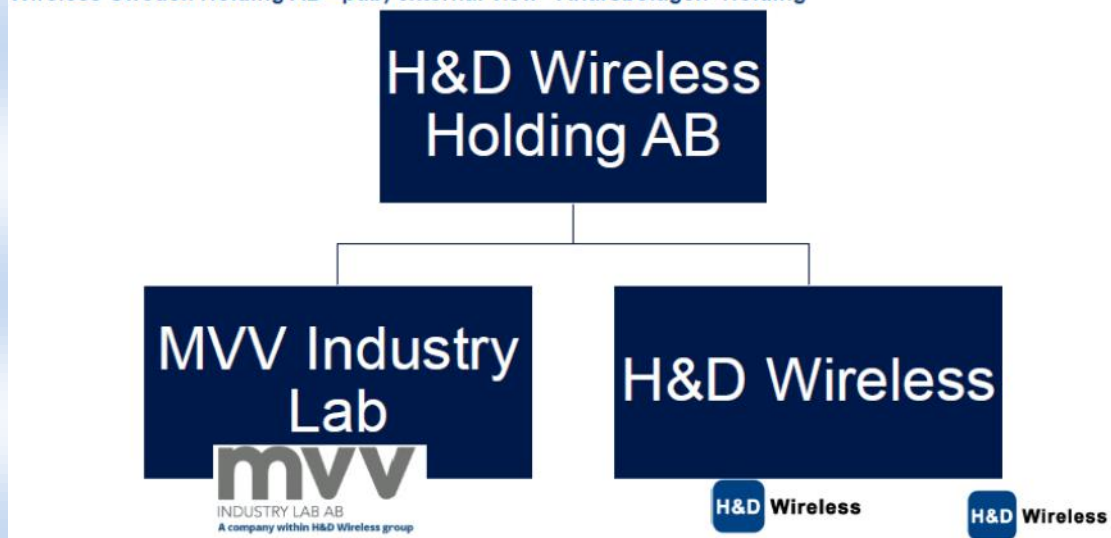 H&D Wireless
Holding AB
MVV Industry
Lab
H&D Wireless
mvv
INDUSTRY LAB AB
A company within H&D Wireless group
H&D Wireless
H&D Wireless